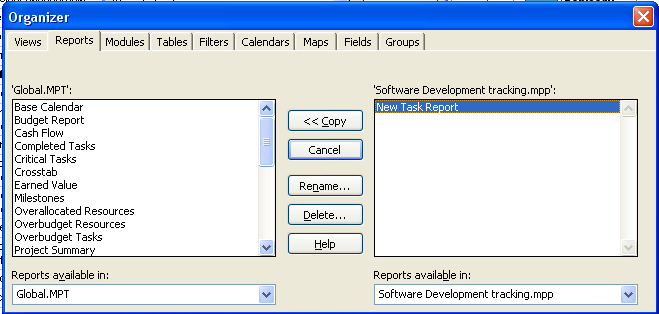 Organizer
Views Reports Modules Tables Filters Calendars Maps Fields Groups
'Global.MPT': 'Software Development tracking.mpp':
Base Calendar
Budget Report
Cash Flow
Completed Tasks
Critical Tasks
Crosstab
Earned Value
Milestones
Overallocated Resources
Overbudget Resources
Overbudget Tasks
Project Summary
<< Copy
Cancel
Rename...
Delete...
Help
New Task Report
Reports available in: Reports available in:
Global.MPT Software Development tracking.mpp